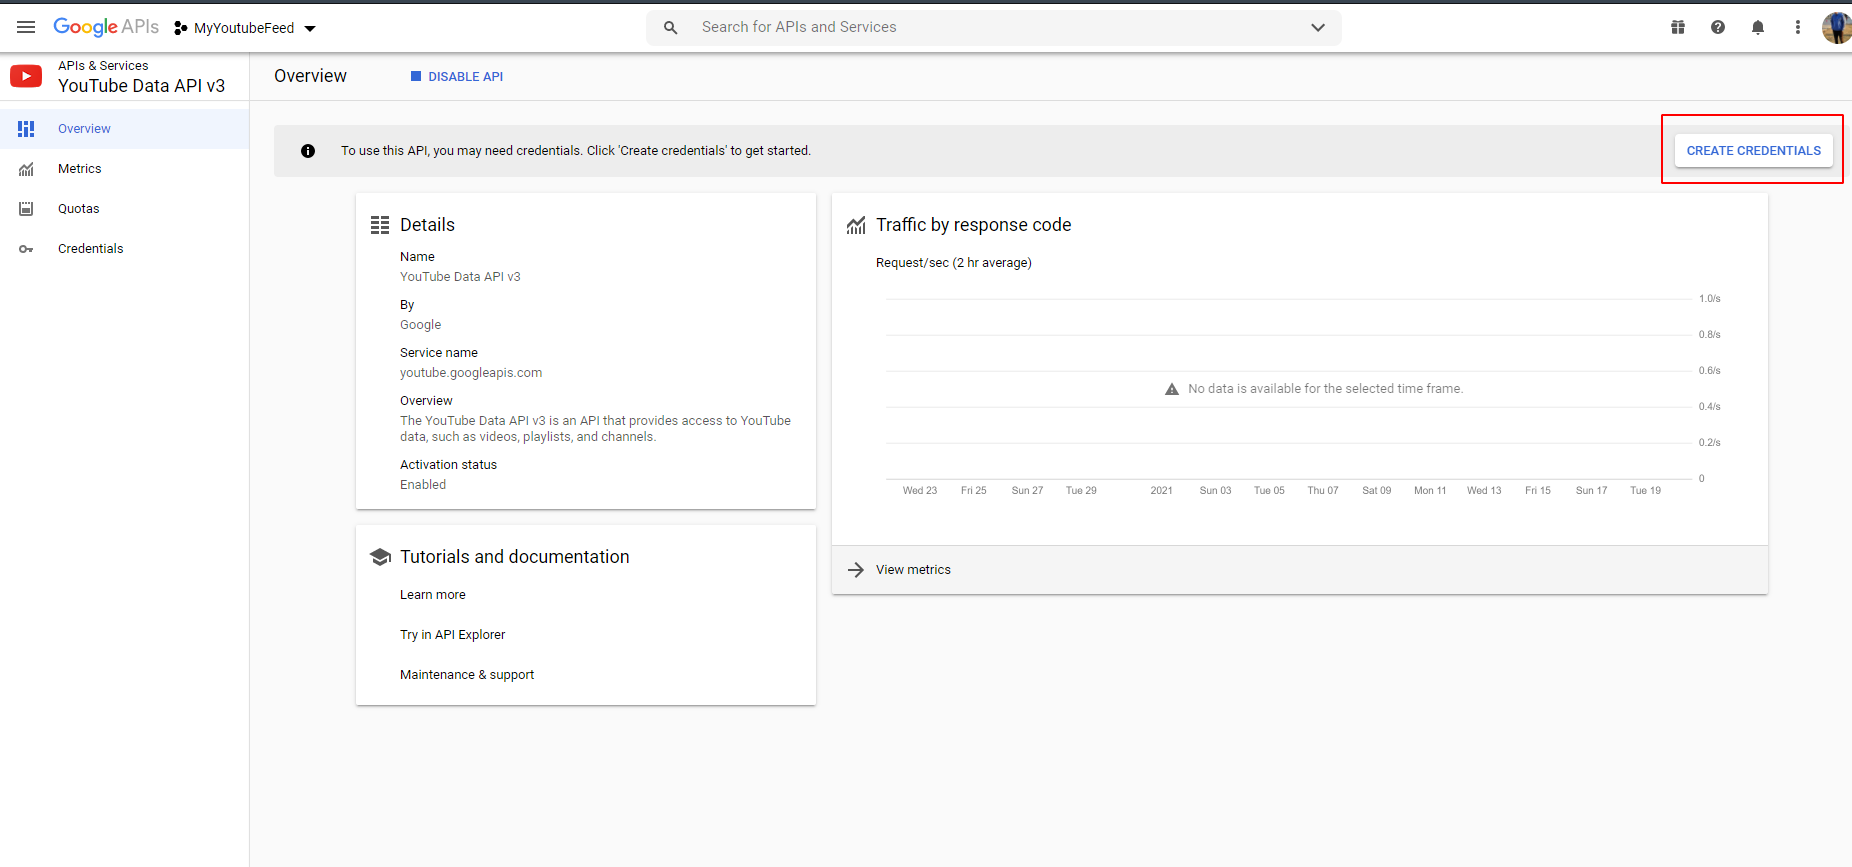 Google APIs
MyYoutubeFeed
Search for APIs and Services
APIs & Services
YouTube Data API v3
Overview
DISABLE API
Overview
Metrics
Quotas
Credentials
To use this API, you may need credentials. Click 'Create credentials' to get started.
CREATE CREDENTIALS
Details
Name
YouTube Data API v3
By
Google
Service name
youtube.googleapis.com
Overview
The YouTube Data API v3 is an API that provides access to YouTube
data, such as videos, playlists, and channels.
Activation status
Enabled
Tutorials and documentation
Learn more
Try in API Explorer
Maintenance & support
Traffic by response code
Request/sec (2 hr average)
1.0/s
0.8/s
0.6/s
No data is available for the selected time frame.
0.4/s
0.2/s
0
Wed 23 Fri 25 Sun 27 Tue 29 2021 Sun 03 Tue 05 Thu 07 Sat 09 Mon 11 Wed 13 Fri 15 Sun 17 Tue 19
View metrics